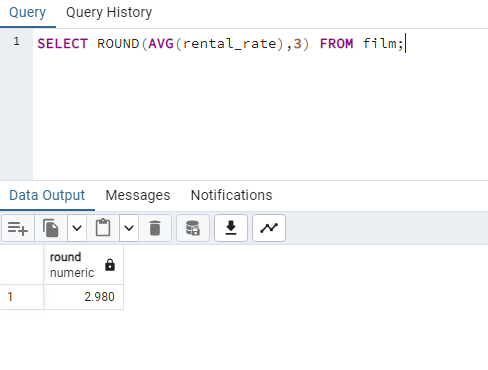 Query Query History
1 SELECT ROUND(AVG(rental_rate),3) FROM film;
Data Output Messages Notifications
round
numeric
1 2.980